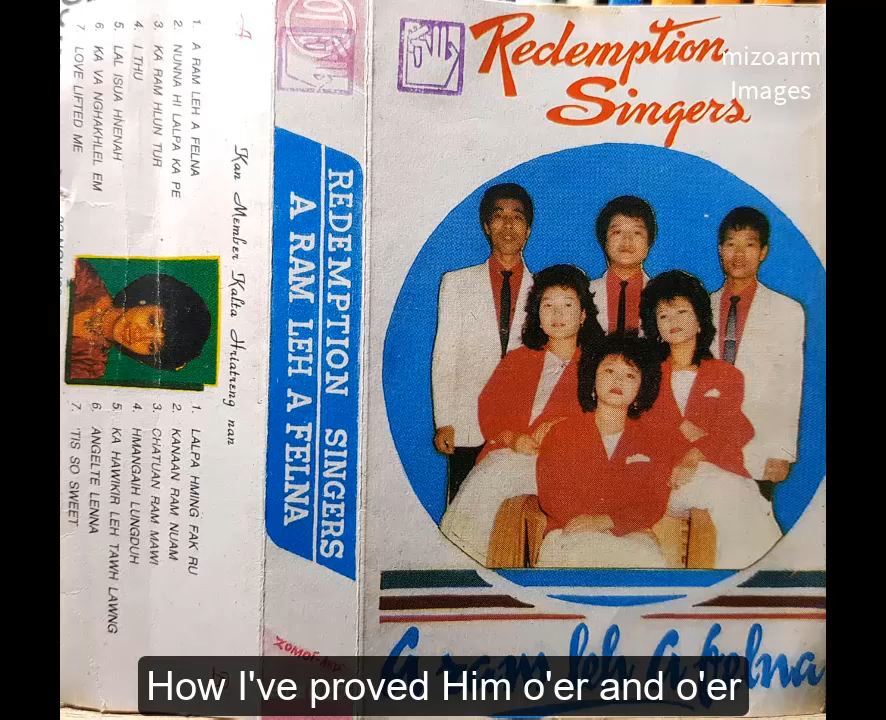 Redemption
Singers
mizoarm
Images
A
1. A RAM LEH A FELNA
2. NUNNA HI LALPA KA PE
3. KA RAM HLUN TUR
4. I THU
5. LAL ISUA HNENAH
6. KA VA NGHAKHLEL EM
7 LOVE LIFTED ME
Kan Member Kalta Hriatreng nan
1. LALPA HMING FAK RU
2. KANAAN RAM NUAM
3. CHATUAN RAM MAWI
4. HMANGAIH LUNGDUH
5. KA HAWIKIR LEH TAWH LAWNG
6. ANGELTE LENNA
7. 'TIS SO SWEET
REDEMPTION SINGERS
A RAM LEH A FELNA
A ram leh A felna
How I've proved Him o'er and o'er